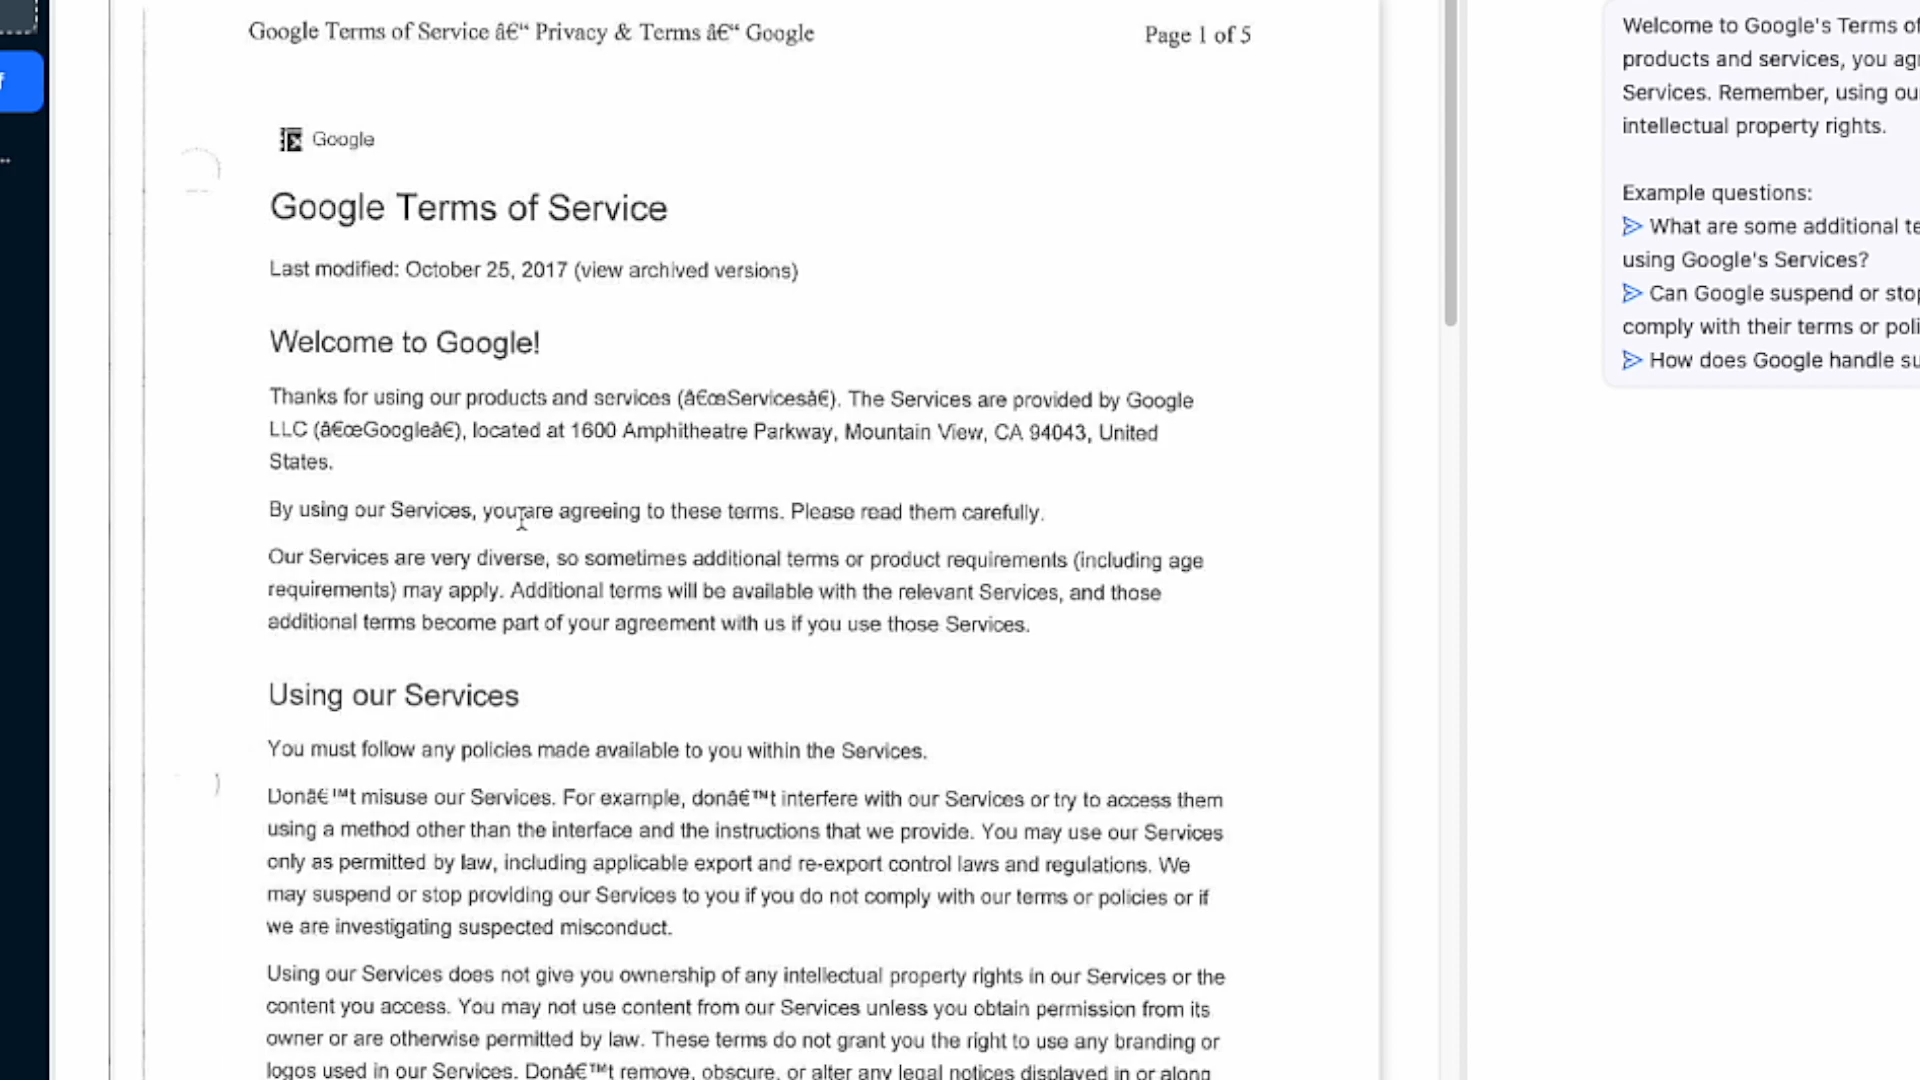 Google Terms of Service â€“ Privacy & Terms â€“ Google
Page 1 of 5
Google
Google Terms of Service
Last modified: October 25, 2017 (view archived versions)
Welcome to Google!
Thanks for using our products and services (â€œServicesâ€). The Services are provided by Google
LLC (â€œGoogleâ€), located at 1600 Amphitheatre Parkway, Mountain View, CA 94043, United
States.
By using our Services, you are agreeing to these terms. Please read them carefully.
Our Services are very diverse, so sometimes additional terms or product requirements (including age
requirements) may apply. Additional terms will be available with the relevant Services, and those
additional terms become part of your agreement with us if you use those Services.
Using our Services
You must follow any policies made available to you within the Services.
Donâ€™t misuse our Services. For example, donâ€™t interfere with our Services or try to access them
using a method other than the interface and the instructions that we provide. You may use our Services
only as permitted by law, including applicable export and re-export control laws and regulations. We
may suspend or stop providing our Services to you if you do not comply with our terms or policies or if
we are investigating suspected misconduct.
Using our Services does not give you ownership of any intellectual property rights in our Services or the
content you access. You may not use content from our Services unless you obtain permission from its
owner or are otherwise permitted by law. These terms do not grant you the right to use any branding or
logos used in our Services. Donâ€™t remove, obscure, or alter any legal notices displayed in or along
Welcome to Google's Terms of
products and services, you
Services. Remember, using
intellectual property rights.
Example questions:
What are some additional
using Google's Services?
Can Google suspend or
comply with their terms or
How does Google handle